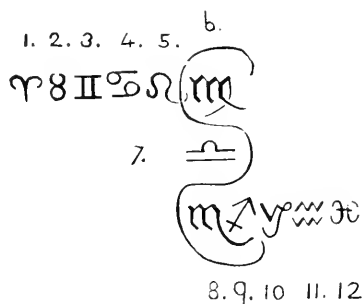 6.
1. 2. 3. 4. 5.
♈ ♉ ♊ ♋ ♌ ♍
7. ♎
♏ ♐ ♑ ♒ ♓
8. 9. 10 11. 12